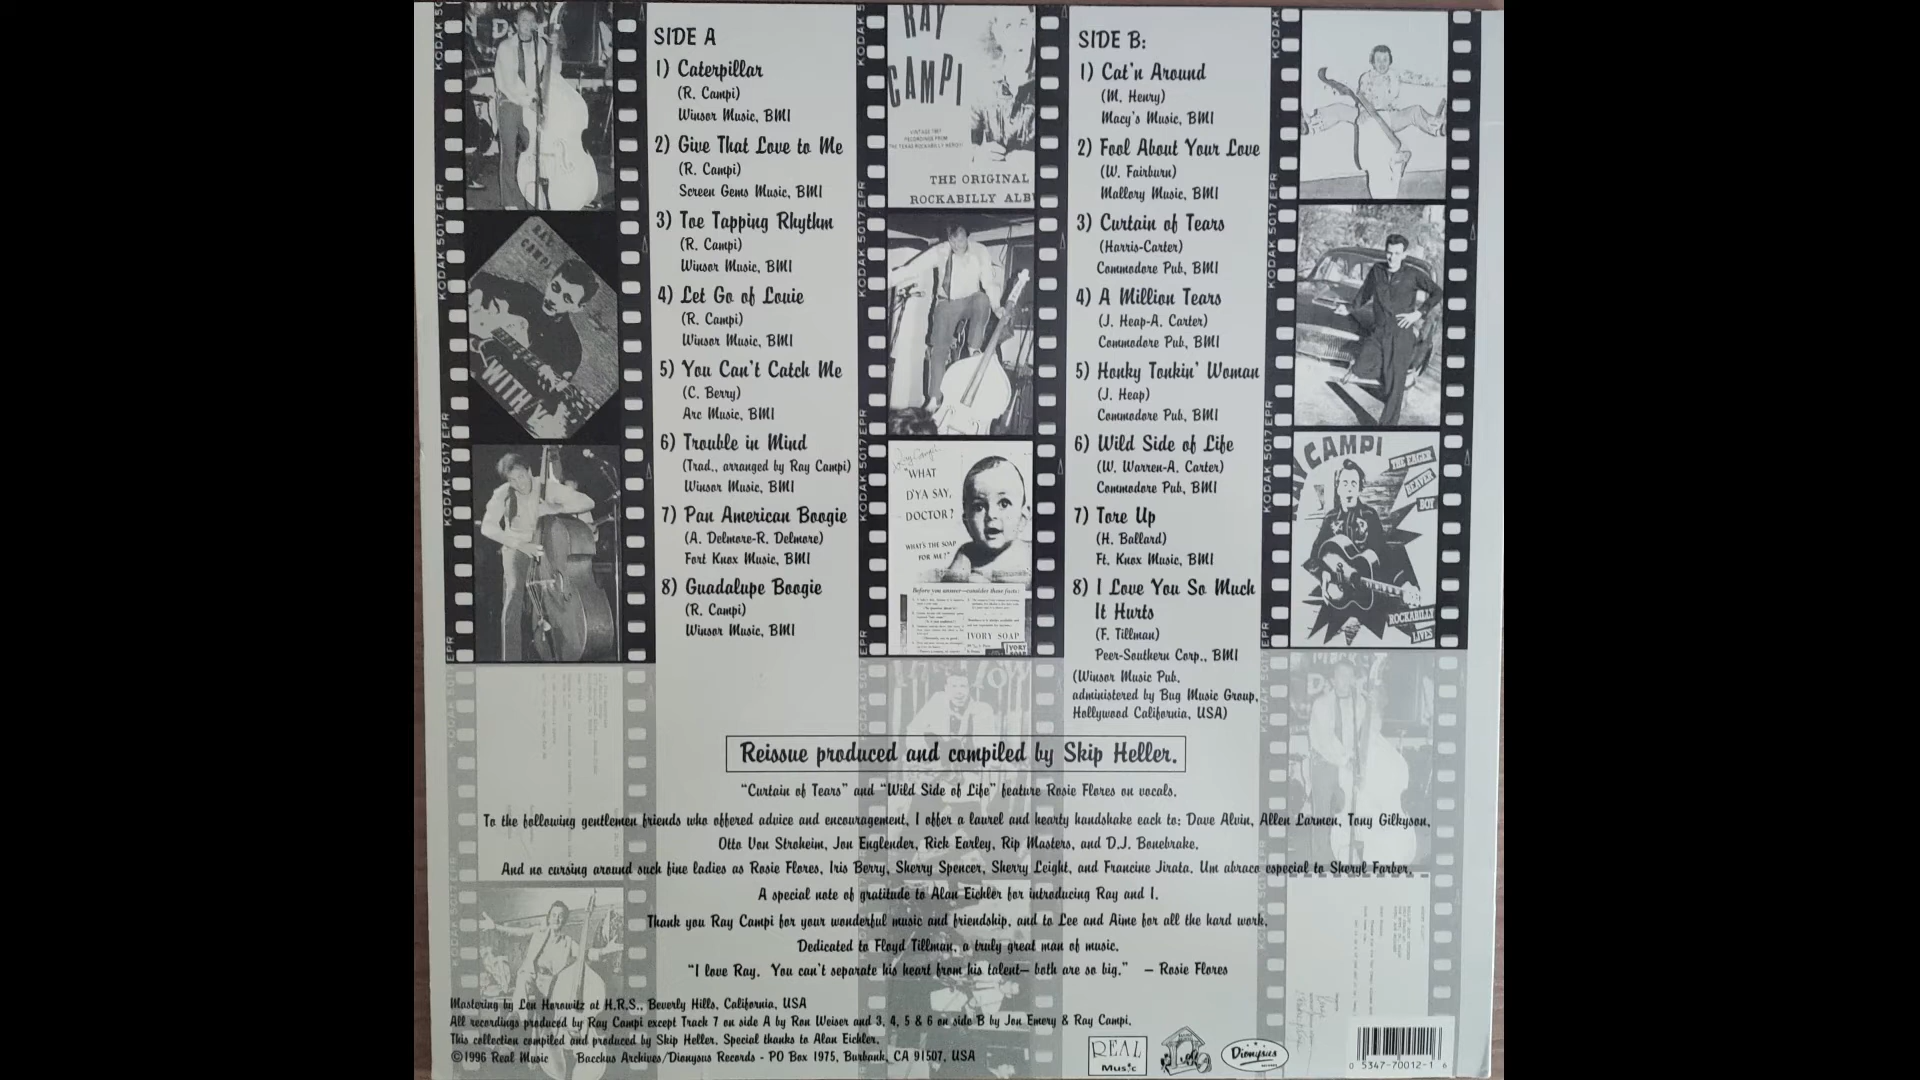 SIDE A
1) Caterpillar
(R. Campi)
Winsor Music, BMI
2) Give That Love to Me
(R. Campi)
Screen Gems Music, BMI
3) Toe Tapping Rhythm
(R. Campi)
Winsor Music, BMI
4) Let Go of Louie
(R. Campi)
Winsor Music, BMI
5) You Can't Catch Me
(C. Berry)
Arc Music, BMI
6) Trouble in Mind
(Trad., arranged by Ray Campi)
Winsor Music, BMI
7) Pan American Boogie
(A. Delmore-R. Delmore)
Fort Knox Music, BMI
8) Guadalupe Boogie
(R. Campi)
Winsor Music, BMI
RAY
CAMPI
THE ORIGINAL
ROCKABILLY ALB
"WHAT
D'YA SAY,
DOCTOR?
WHAT'S THE SOAP
FOR ME?"
Before you answer—consider these facts:
IVORY SOAP
SIDE B:
1) Cat'n Around
(M. Henry)
Macy's Music, BMI
2) Fool About Your Love
(W. Fairburn)
Mallory Music, BMI
3) Curtain of Tears
(Harris-Carter)
Commodore Pub, BMI
4) A Million Tears
(J. Heap-A. Carter)
Commodore Pub, BMI
5) Honky Tonkin' Woman
(J. Heap)
Commodore Pub, BMI
6) Wild Side of Life
(W. Warren-A. Carter)
Commodore Pub, BMI
7) Tore Up
(H. Ballard)
Ft. Knox Music, BMI
8) I Love You So Much
It Hurts
(F. Tillman)
Peer-Southern Corp., BMI
(Winsor Music Pub.
administered by Bug Music Group,
Hollywood California, USA)
RAY
CAMPI
WITH
KODAK 5017 EPR
CAMPI
THE EAGER
BEAVER
BOY
ROCKABILLY
LIVES
Reissue produced and compiled by Skip Heller.
"Curtain of Tears" and "Wild Side of Life" feature Rosie Flores on vocals.
To the following gentlemen friends who offered advice and encouragement, I offer a laurel and hearty handshake each to: Dave Alvin, Allen Larmen, Tony Gilkyson,
Otto Von Stroheim, Jon Englender, Rick Earley, Rip Masters, and D.J. Bonebrake.
And no cursing around such fine ladies as Rosie Flores, Iris Berry, Sherry Spencer, Sherry Leight, and Francine Jirata. Um abraco especial to Sheryl Farber.
A special note of gratitude to Alan Eichler for introducing Ray and I.
Thank you Ray Campi for your wonderful music and friendship, and to Lee and Aime for all the hard work.
Dedicated to Floyd Tillman, a truly great man of music.
"I love Ray. You can't separate his heart from his talent— both are so big." — Rosie Flores
Mastering by Len Horowitz at H.R.S., Beverly Hills, California, USA
All recordings produced by Ray Campi except Track 7 on side A by Ron Weiser and 3, 4, 5 & 6 on side B by Jon Emery & Ray Campi.
This collection compiled and produced by Skip Heller. Special thanks to Alan Eichler.
©1996 Real Music Bacchus Archives/Dionysus Records - PO Box 1975, Burbank, CA 91507, USA
REAL
Music
Dionysus
RECORDS
0 5347-70012-1 6